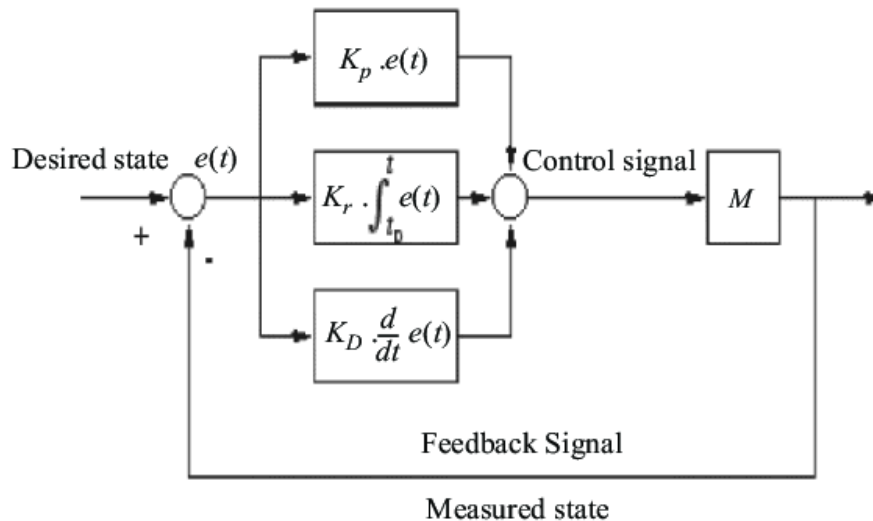 K_p .e(t)
Desired state
e(t)
K_r . ∫_{t_0}^{t} e(t)
Control signal
M
+
-
K_D . d/dt e(t)
Feedback Signal
Measured state